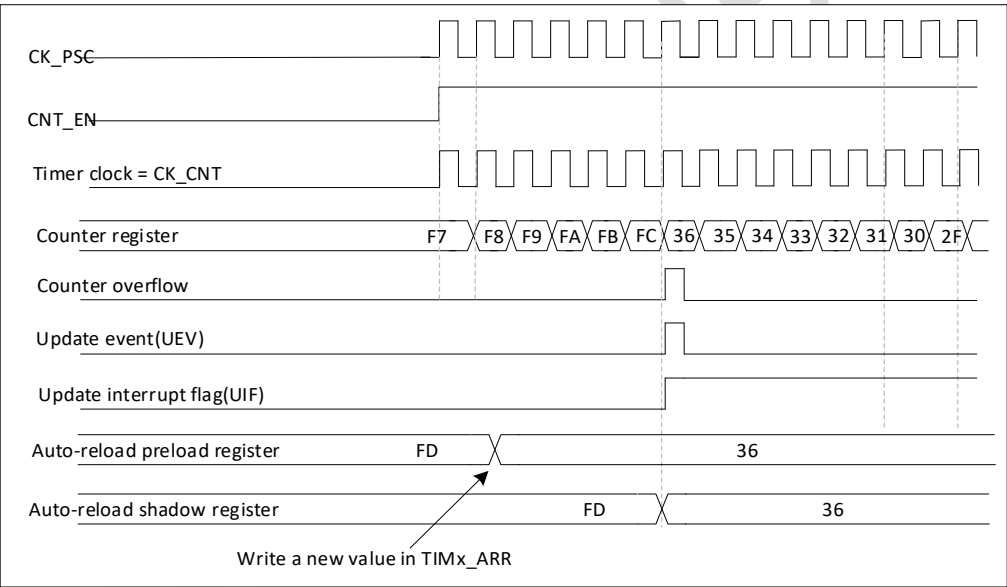 CK_PSC
CNT_EN
Timer clock = CK_CNT
Counter register F7 F8 F9 FA FB FC 36 35 34 33 32 31 30 2F
Counter overflow
Update event(UEV)
Update interrupt flag(UIF)
Auto-reload preload register FD 36
Auto-reload shadow register FD 36
Write a new value in TIMx_ARR